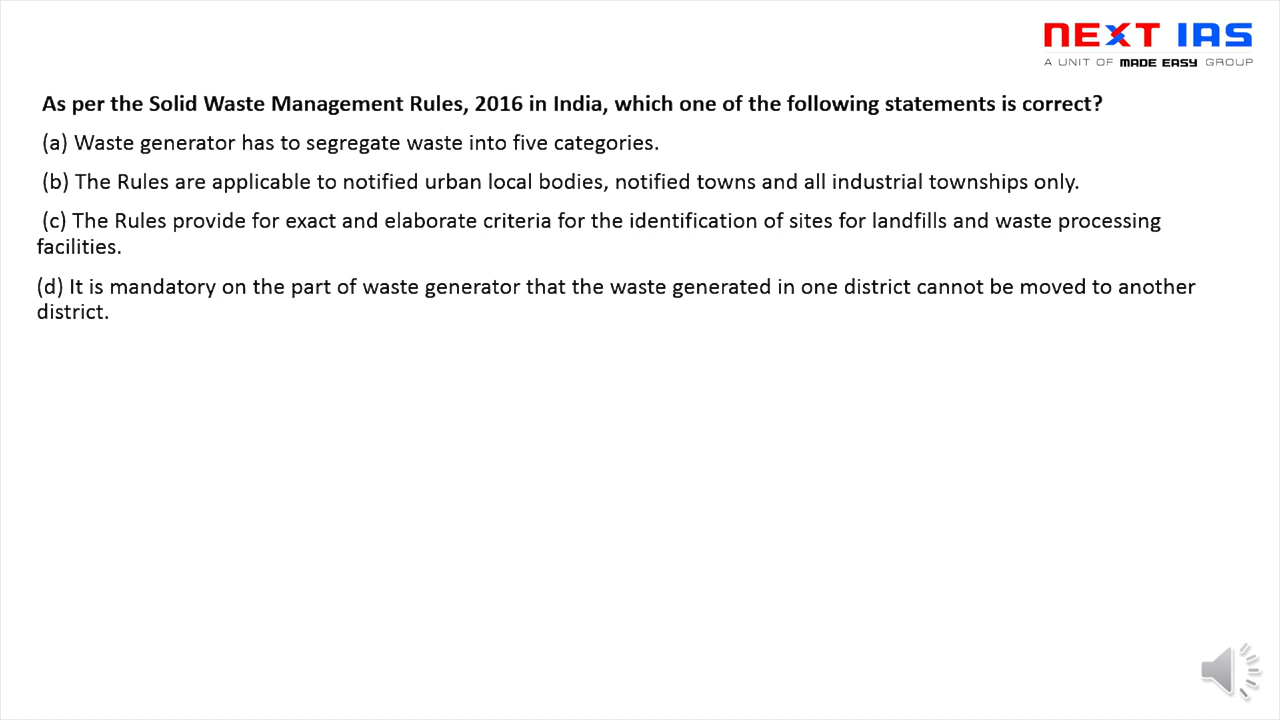 NEXT IAS
A UNIT OF MADE EASY GROUP
As per the Solid Waste Management Rules, 2016 in India, which one of the following statements is correct?
(a) Waste generator has to segregate waste into five categories.
(b) The Rules are applicable to notified urban local bodies, notified towns and all industrial townships only.
(c) The Rules provide for exact and elaborate criteria for the identification of sites for landfills and waste processing
facilities.
(d) It is mandatory on the part of waste generator that the waste generated in one district cannot be moved to another
district.